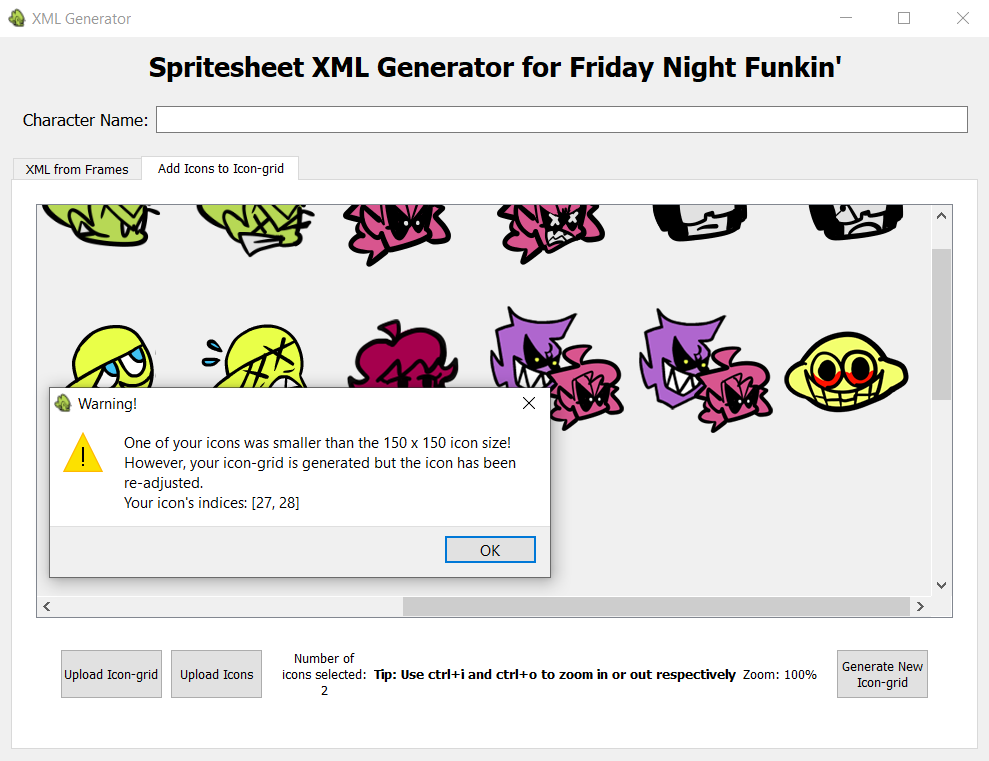 XML Generator
Spritesheet XML Generator for Friday Night Funkin'
Character Name:
XML from Frames
Add Icons to Icon-grid
Warning!
One of your icons was smaller than the 150 x 150 icon size!
However, your icon-grid is generated but the icon has been
re-adjusted.
Your icon's indices: [27, 28]
OK
Upload Icon-grid
Upload Icons
Number of
icons selected:
2
Tip: Use ctrl+i and ctrl+o to zoom in or out respectively
Zoom: 100%
Generate New
Icon-grid